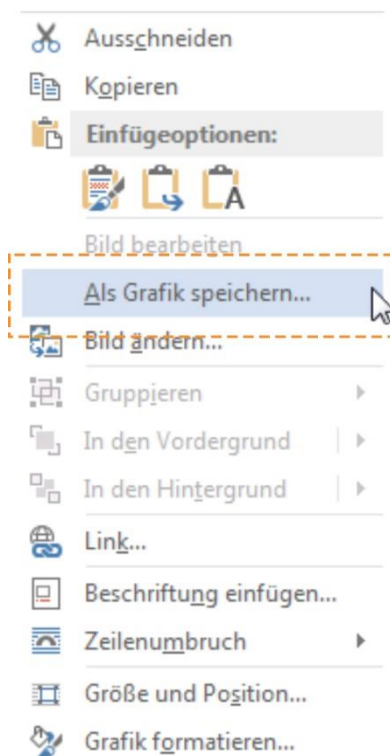 Ausschneiden
Kopieren
Einfügeoptionen:
A
Bild bearbeiten
Als Grafik speichern...
Bild ändern...
Gruppieren
In den Vordergrund
In den Hintergrund
Link...
Beschriftung einfügen...
Zeilenumbruch
Größe und Position...
Grafik formatieren...